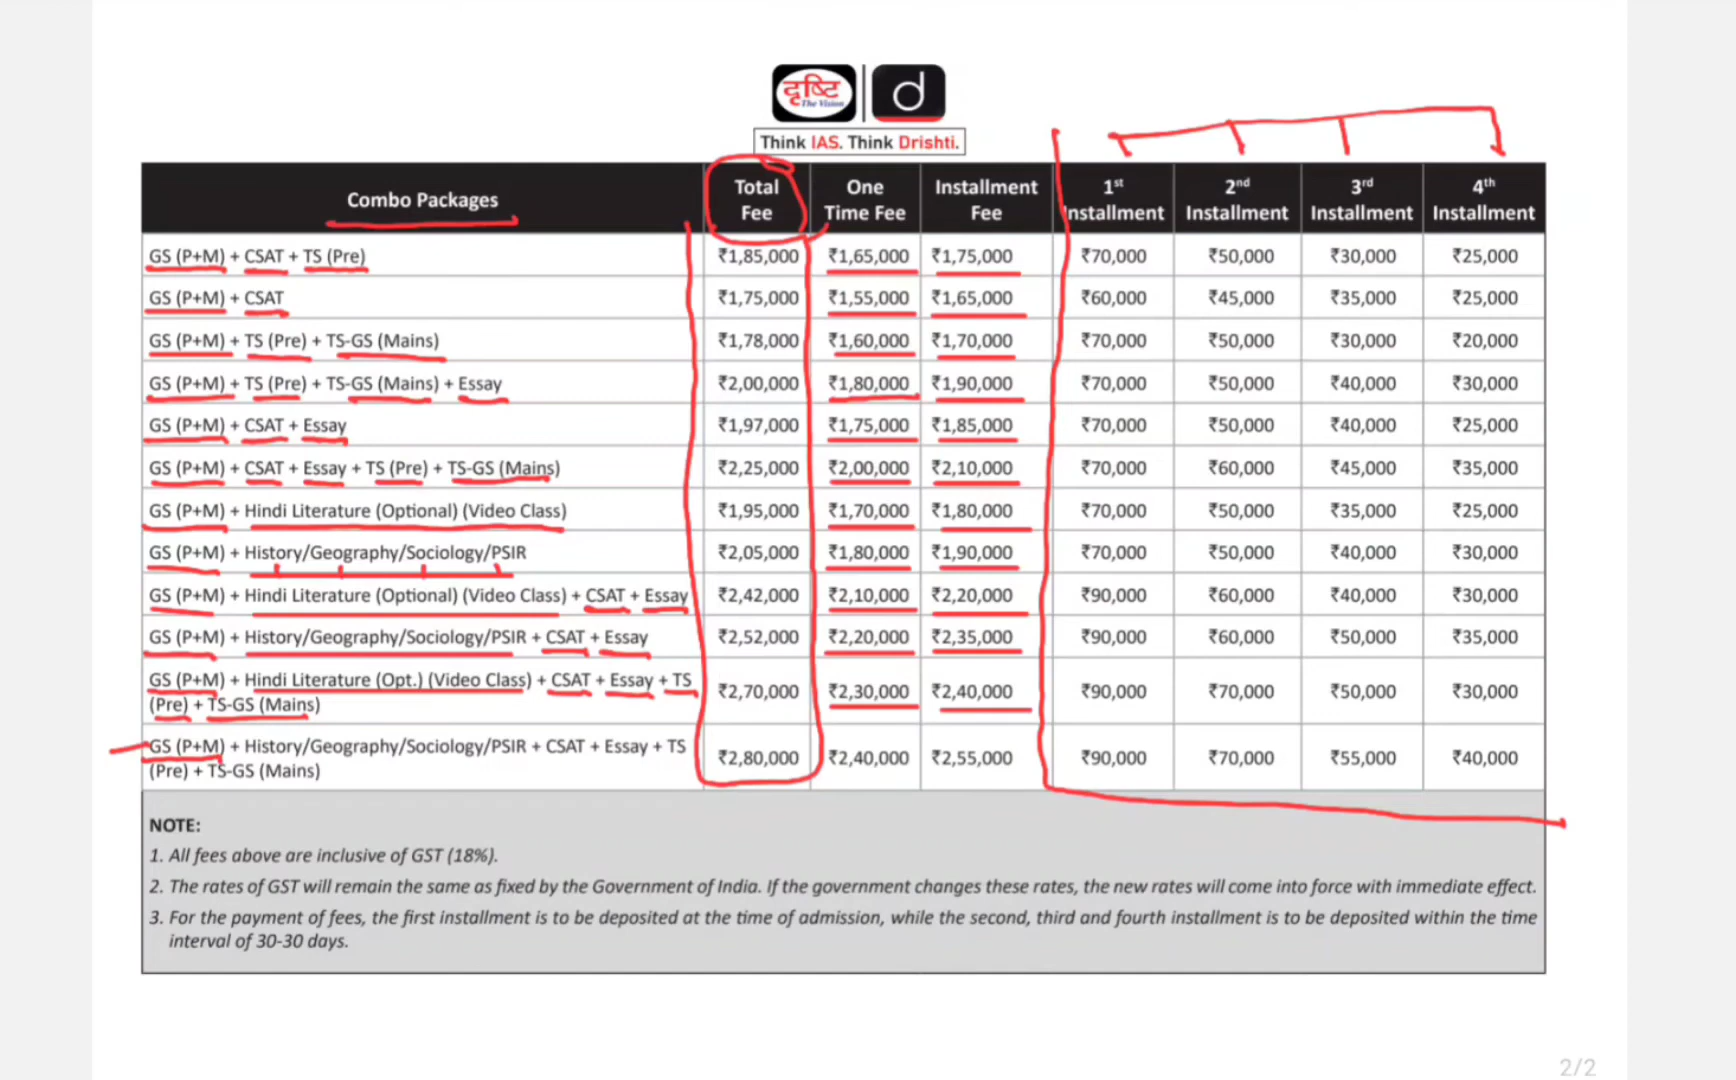 दृष्टि
The Vision
d
Think IAS. Think Drishti.
Combo Packages Total Fee One Time Fee Installment Fee 1st Installment 2nd Installment 3rd Installment 4th Installment
GS (P+M) + CSAT + TS (Pre) ₹1,85,000 ₹1,65,000 ₹1,75,000 ₹70,000 ₹50,000 ₹30,000 ₹25,000
GS (P+M) + CSAT ₹1,75,000 ₹1,55,000 ₹1,65,000 ₹60,000 ₹45,000 ₹35,000 ₹25,000
GS (P+M) + TS (Pre) + TS-GS (Mains) ₹1,78,000 ₹1,60,000 ₹1,70,000 ₹70,000 ₹50,000 ₹30,000 ₹20,000
GS (P+M) + TS (Pre) + TS-GS (Mains) + Essay ₹2,00,000 ₹1,80,000 ₹1,90,000 ₹70,000 ₹50,000 ₹40,000 ₹30,000
GS (P+M) + CSAT + Essay ₹1,97,000 ₹1,75,000 ₹1,85,000 ₹70,000 ₹50,000 ₹40,000 ₹25,000
GS (P+M) + CSAT + Essay + TS (Pre) + TS-GS (Mains) ₹2,25,000 ₹2,00,000 ₹2,10,000 ₹70,000 ₹60,000 ₹45,000 ₹35,000
GS (P+M) + Hindi Literature (Optional) (Video Class) ₹1,95,000 ₹1,70,000 ₹1,80,000 ₹70,000 ₹50,000 ₹35,000 ₹25,000
GS (P+M) + History/Geography/Sociology/PSIR ₹2,05,000 ₹1,80,000 ₹1,90,000 ₹70,000 ₹50,000 ₹40,000 ₹30,000
GS (P+M) + Hindi Literature (Optional) (Video Class) + CSAT + Essay ₹2,42,000 ₹2,10,000 ₹2,20,000 ₹90,000 ₹60,000 ₹40,000 ₹30,000
GS (P+M) + History/Geography/Sociology/PSIR + CSAT + Essay ₹2,52,000 ₹2,20,000 ₹2,35,000 ₹90,000 ₹60,000 ₹50,000 ₹35,000
GS (P+M) + Hindi Literature (Opt.) (Video Class) + CSAT + Essay + TS
(Pre) + TS-GS (Mains) ₹2,70,000 ₹2,30,000 ₹2,40,000 ₹90,000 ₹70,000 ₹50,000 ₹30,000
GS (P+M) + History/Geography/Sociology/PSIR + CSAT + Essay + TS
(Pre) + TS-GS (Mains) ₹2,80,000 ₹2,40,000 ₹2,55,000 ₹90,000 ₹70,000 ₹55,000 ₹40,000
NOTE:
1. All fees above are inclusive of GST (18%).
2. The rates of GST will remain the same as fixed by the Government of India. If the government changes these rates, the new rates will come into force with immediate effect.
3. For the payment of fees, the first installment is to be deposited at the time of admission, while the second, third and fourth installment is to be deposited within the time
interval of 30-30 days.
2/2